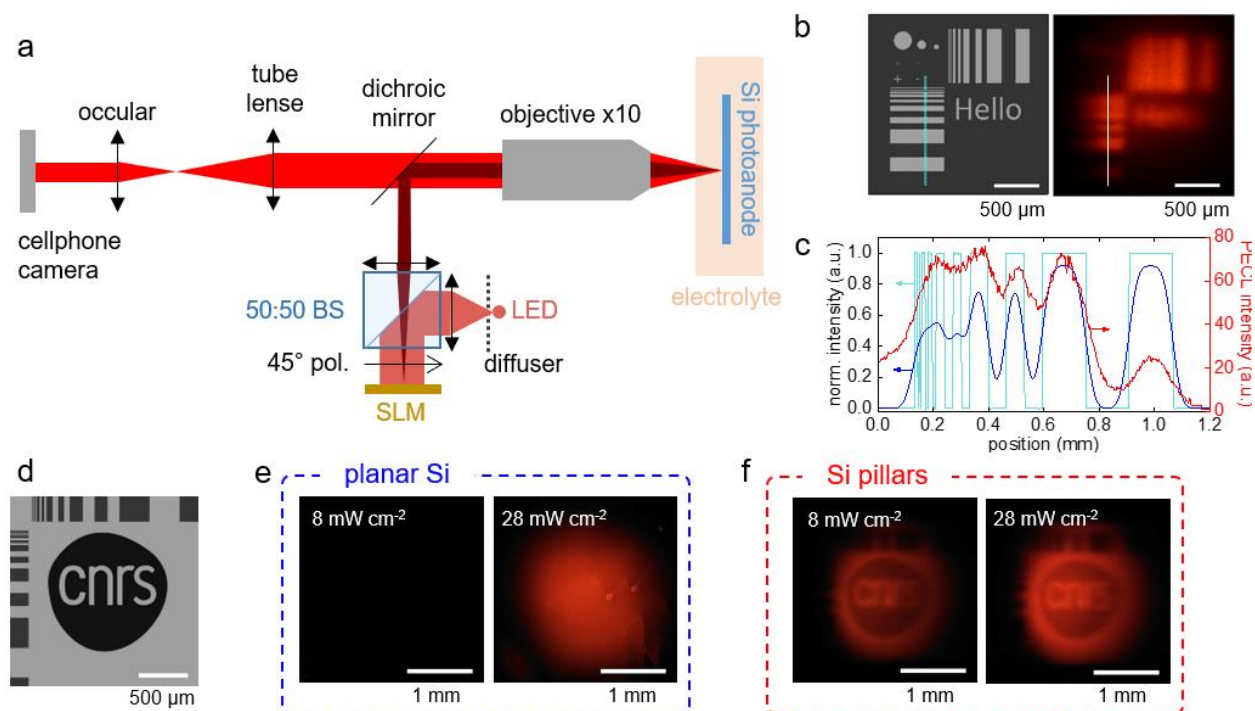 a
occular
tube
lense
dichroic
mirror
objective x10
Si photoanode
electrolyte
cellphone
camera
50:50 BS
LED
45° pol.
diffuser
SLM
b
Hello
500 µm
500 µm
c
norm. intensity (a.u.)
1.0
0.8
0.6
0.4
0.2
0.0
0.0 0.2 0.4 0.6 0.8 1.0 1.2
position (mm)
80
60
40
20
0
PECL intensity
(a.u.)
d
cnrs
500 µm
e
planar Si
8 mW cm-2
28 mW cm-2
1 mm
1 mm
f
Si pillars
8 mW cm-2
28 mW cm-2
cnrs
cnrs
1 mm
1 mm